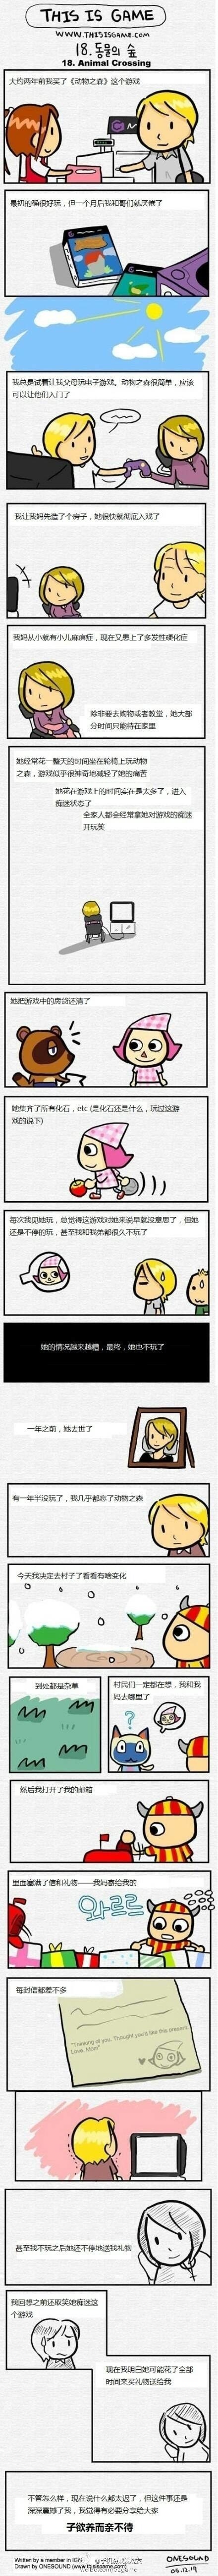 THIS IS GAME
WWW.THISISGAME.COM
18. 동물의 숲
18. Animal Crossing
大约两年前我买了《动物之森》这个游戏
最初的确很好玩，但一个月后我和哥们就厌倦了
我总是试着让我父母玩电子游戏。动物之森很简单，应该
可以让他们入门了
我让我妈先造了个房子，她很快就彻底入戏了
我妈从小就有小儿麻痹症，现在又患上了多发性硬化症
除非要去购物或者教堂，她大部
分时间只能待在家里
她经常花一整天的时间坐在轮椅上玩动物
之森，游戏似乎很神奇地减轻了她的痛苦
她花在游戏上的时间实在是太多了，进入
痴迷状态了
全家人都会经常拿她对游戏的痴迷
开玩笑
她把游戏中的房贷还清了
她集齐了所有化石，etc (是化石还是什么，玩过这游
戏的说下)
每次我见她玩，总觉得这游戏对她来说早就没意思了，但她
还是不停的玩，甚至我和我弟都很久不玩了
她的情况越来越糟，最终，她也不玩了
一年之前，她去世了
有一年半没玩了，我几乎都忘了动物之森
今天我决定去村子了看看有啥变化
到处都是杂草
村民们一定都在想，我和我
妈去哪里了
?
然后我打开了我的邮箱
里面塞满了信和礼物——我妈寄给我的
와르르
每封信都差不多
"Thinking of you. Thought you'd like this present.
Love, Mom"
甚至我不玩之后她还不停地送我礼物
我回想之前还取笑她痴迷这
个游戏
现在我明白她可能花了全部
时间来买礼物送给我
不管怎么样，现在说什么都太迟了，但这件事还是
深深震撼了我，我觉得有必要分享给大家
子欲养而亲不待
Written by a member in IGN
Drawn by ONESOUND (www.thisisgame.com)
ONESOUND
05.12.19